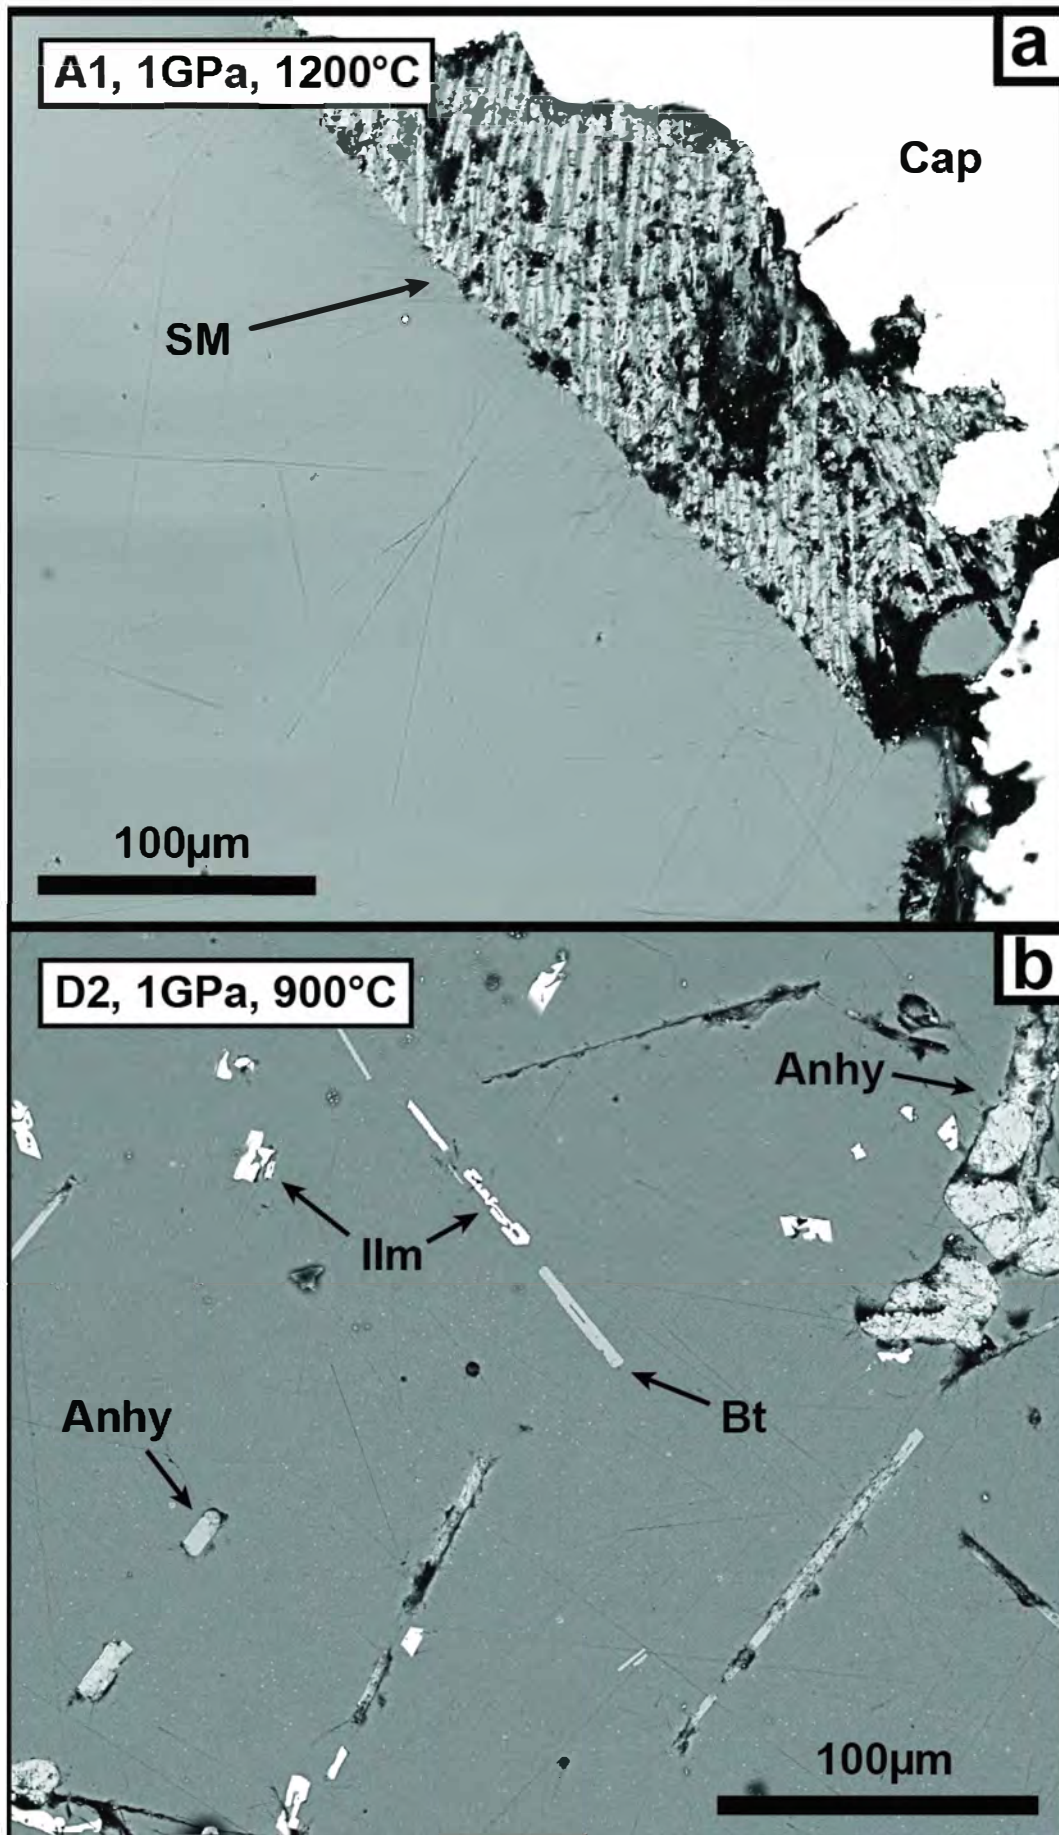 A1, 1GPa, 1200°C
a
Cap
SM
100µm
D2, 1GPa, 900°C
b
Anhy
Ilm
Anhy
Bt
100µm